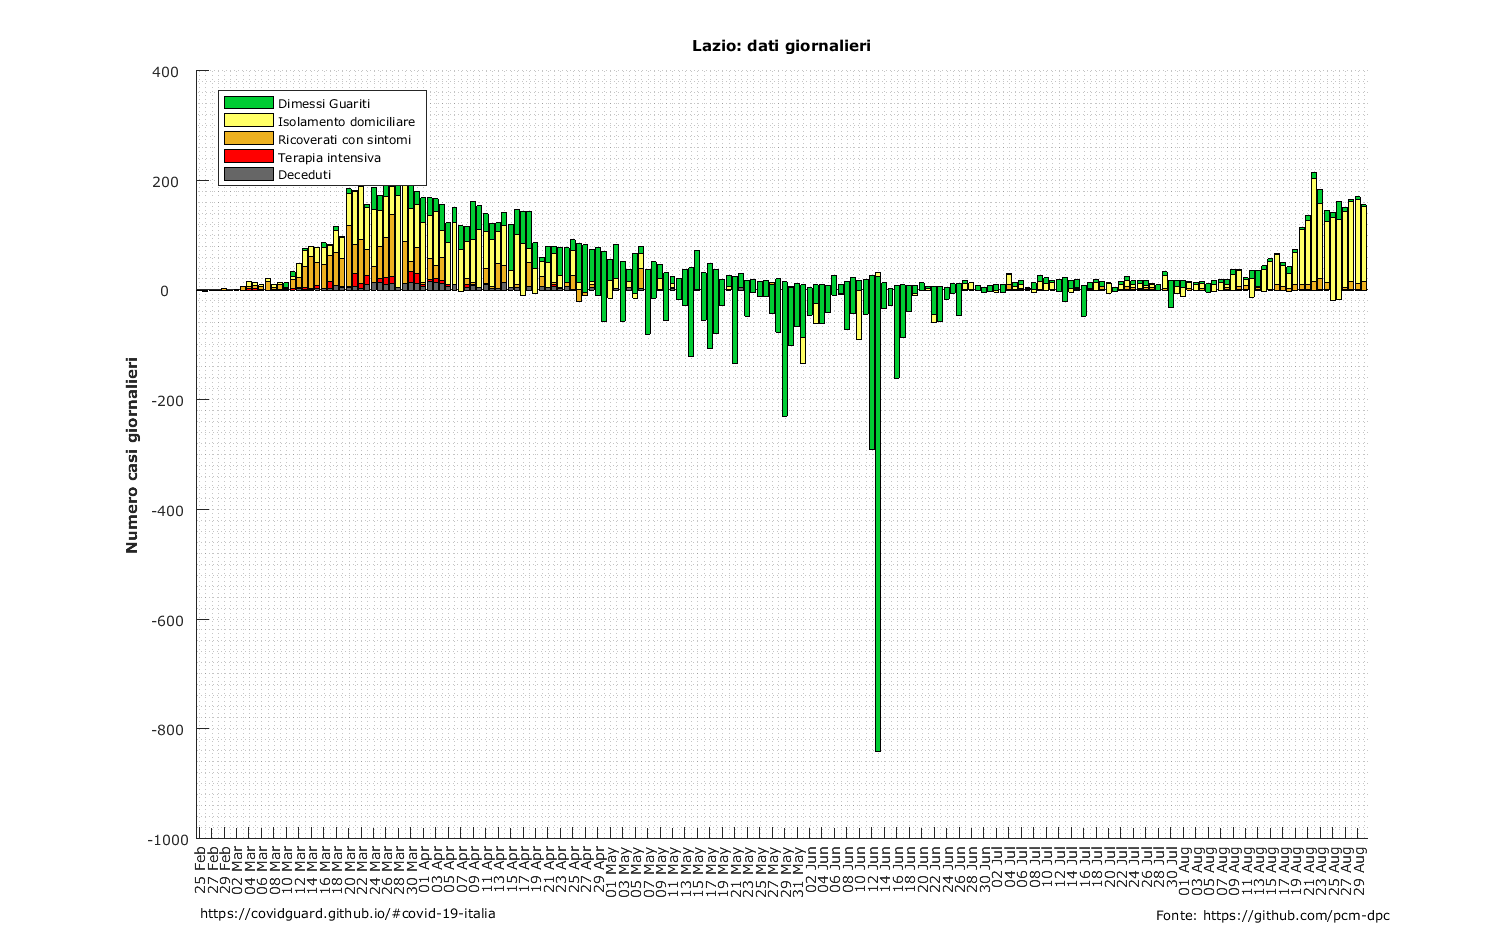 Lazio: dati giornalieri
400
200
0
-200
-400
-600
-800
-1000
Numero casi giornalieri
Dimessi Guariti
Isolamento domiciliare
Ricoverati con sintomi
Terapia intensiva
Deceduti
25 Feb
27 Feb
29 Feb
02 Mar
04 Mar
06 Mar
08 Mar
10 Mar
12 Mar
14 Mar
16 Mar
18 Mar
20 Mar
22 Mar
24 Mar
26 Mar
28 Mar
30 Mar
01 Apr
03 Apr
05 Apr
07 Apr
09 Apr
11 Apr
13 Apr
15 Apr
17 Apr
19 Apr
21 Apr
23 Apr
25 Apr
27 Apr
29 Apr
01 May
03 May
05 May
07 May
09 May
11 May
13 May
15 May
17 May
19 May
21 May
23 May
25 May
27 May
29 May
31 May
02 Jun
04 Jun
06 Jun
08 Jun
10 Jun
12 Jun
14 Jun
16 Jun
18 Jun
20 Jun
22 Jun
24 Jun
26 Jun
28 Jun
30 Jun
02 Jul
04 Jul
06 Jul
08 Jul
10 Jul
12 Jul
14 Jul
16 Jul
18 Jul
20 Jul
22 Jul
24 Jul
26 Jul
28 Jul
30 Jul
01 Aug
03 Aug
05 Aug
07 Aug
09 Aug
11 Aug
13 Aug
15 Aug
17 Aug
19 Aug
21 Aug
23 Aug
25 Aug
27 Aug
29 Aug
https://covidguard.github.io/#covid-19-italia
Fonte: https://github.com/pcm-dpc